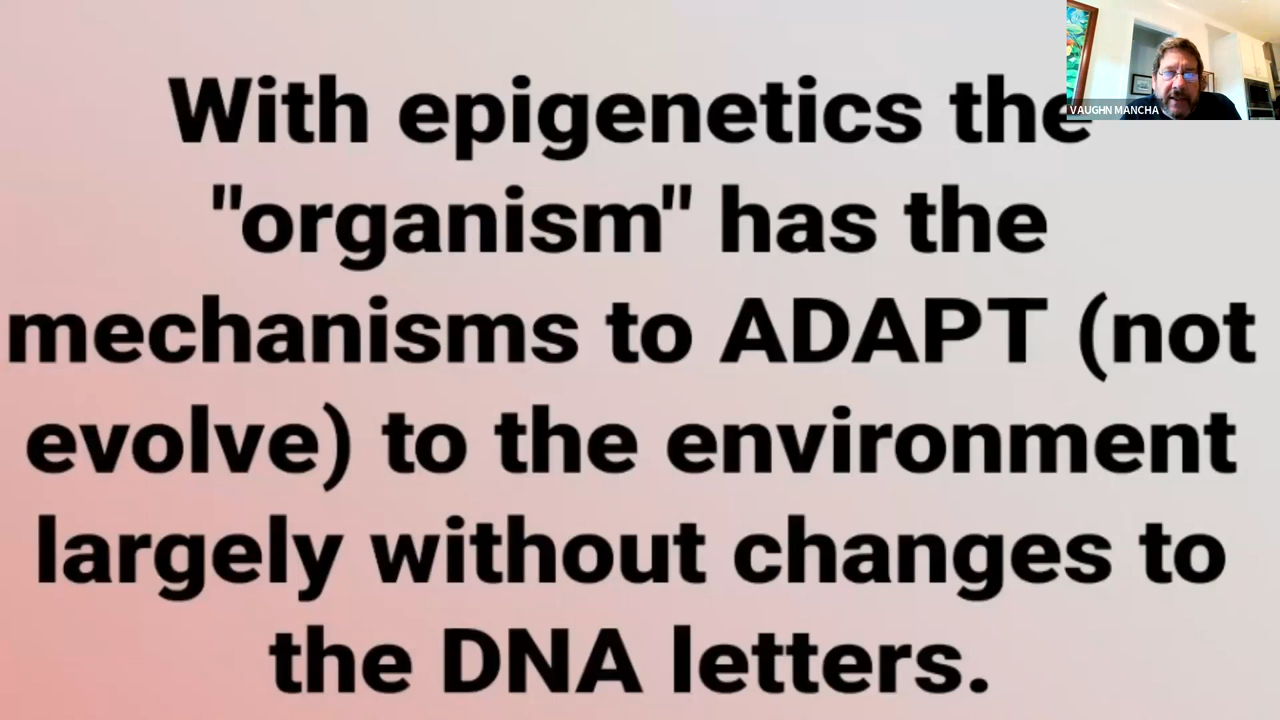 With epigenetics the
"organism" has the
mechanisms to ADAPT (not
evolve) to the environment
largely without changes to
the DNA letters.
VAUGHN MANCHA